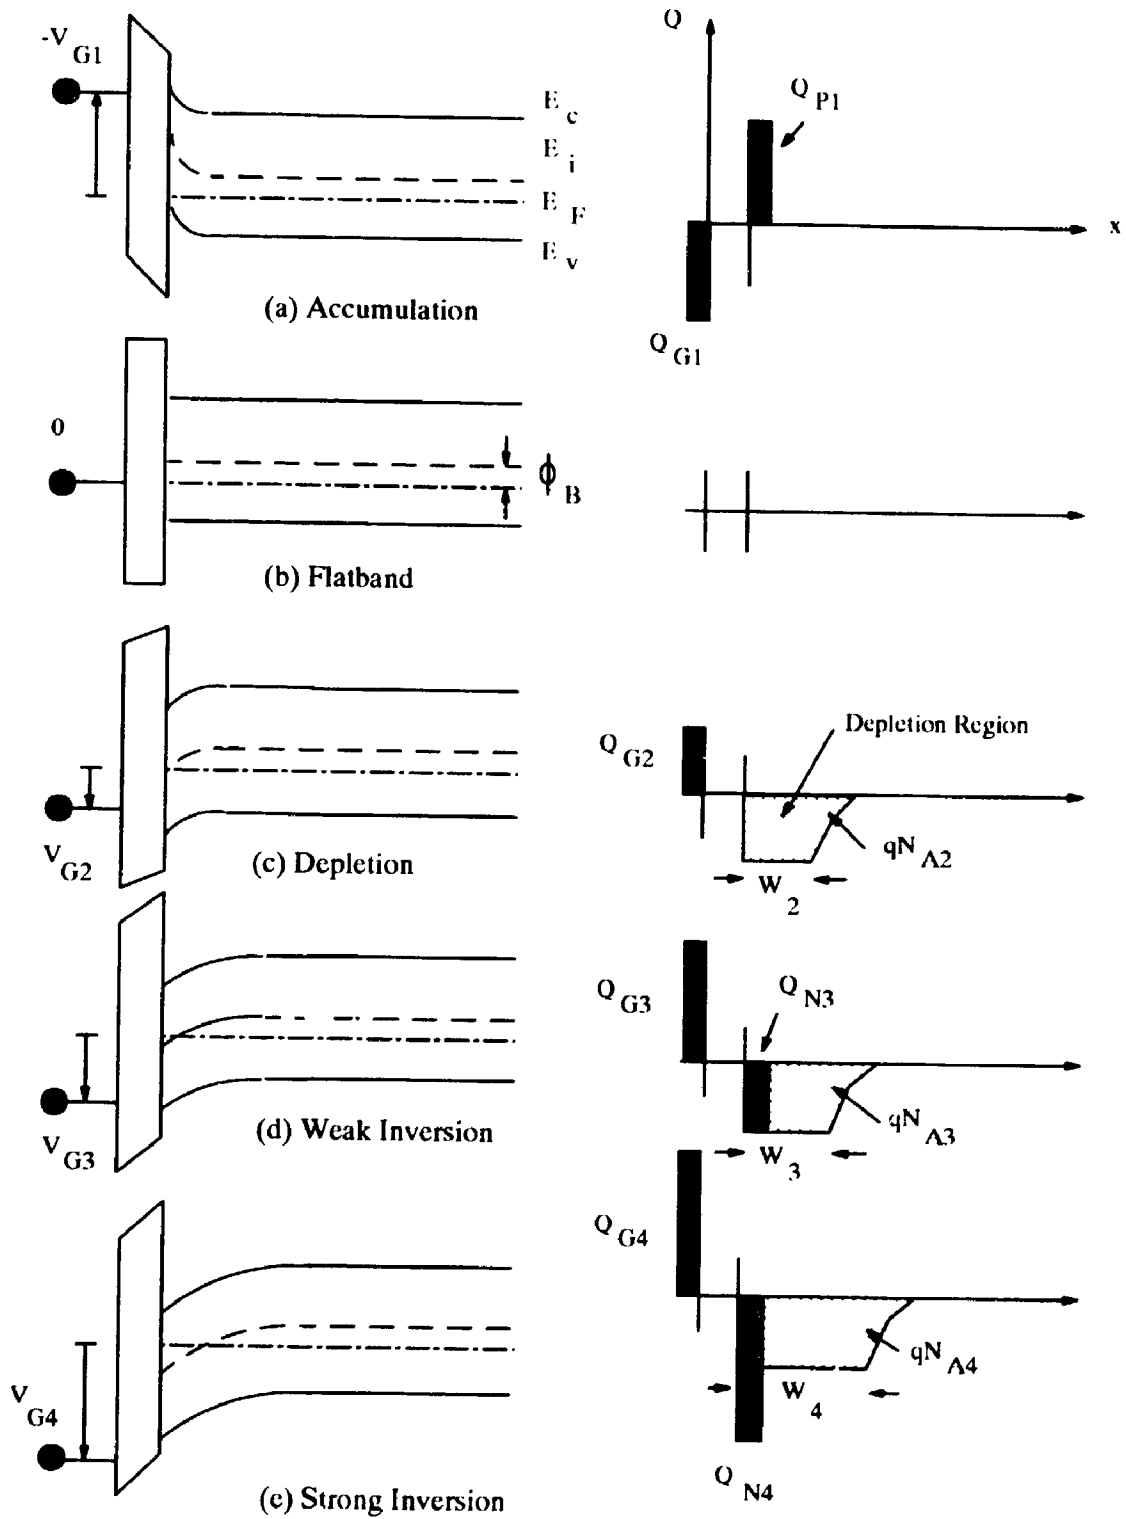 -V G1
E c
E i
E F
E v
(a) Accumulation
Q
Q P1
x
Q G1
0
ϕ B
(b) Flatband
V G2
(c) Depletion
Q G2
Depletion Region
qN A2
W 2
V G3
(d) Weak Inversion
Q G3
Q N3
qN A3
W 3
V G4
(e) Strong Inversion
Q G4
qN A4
W 4
Q N4